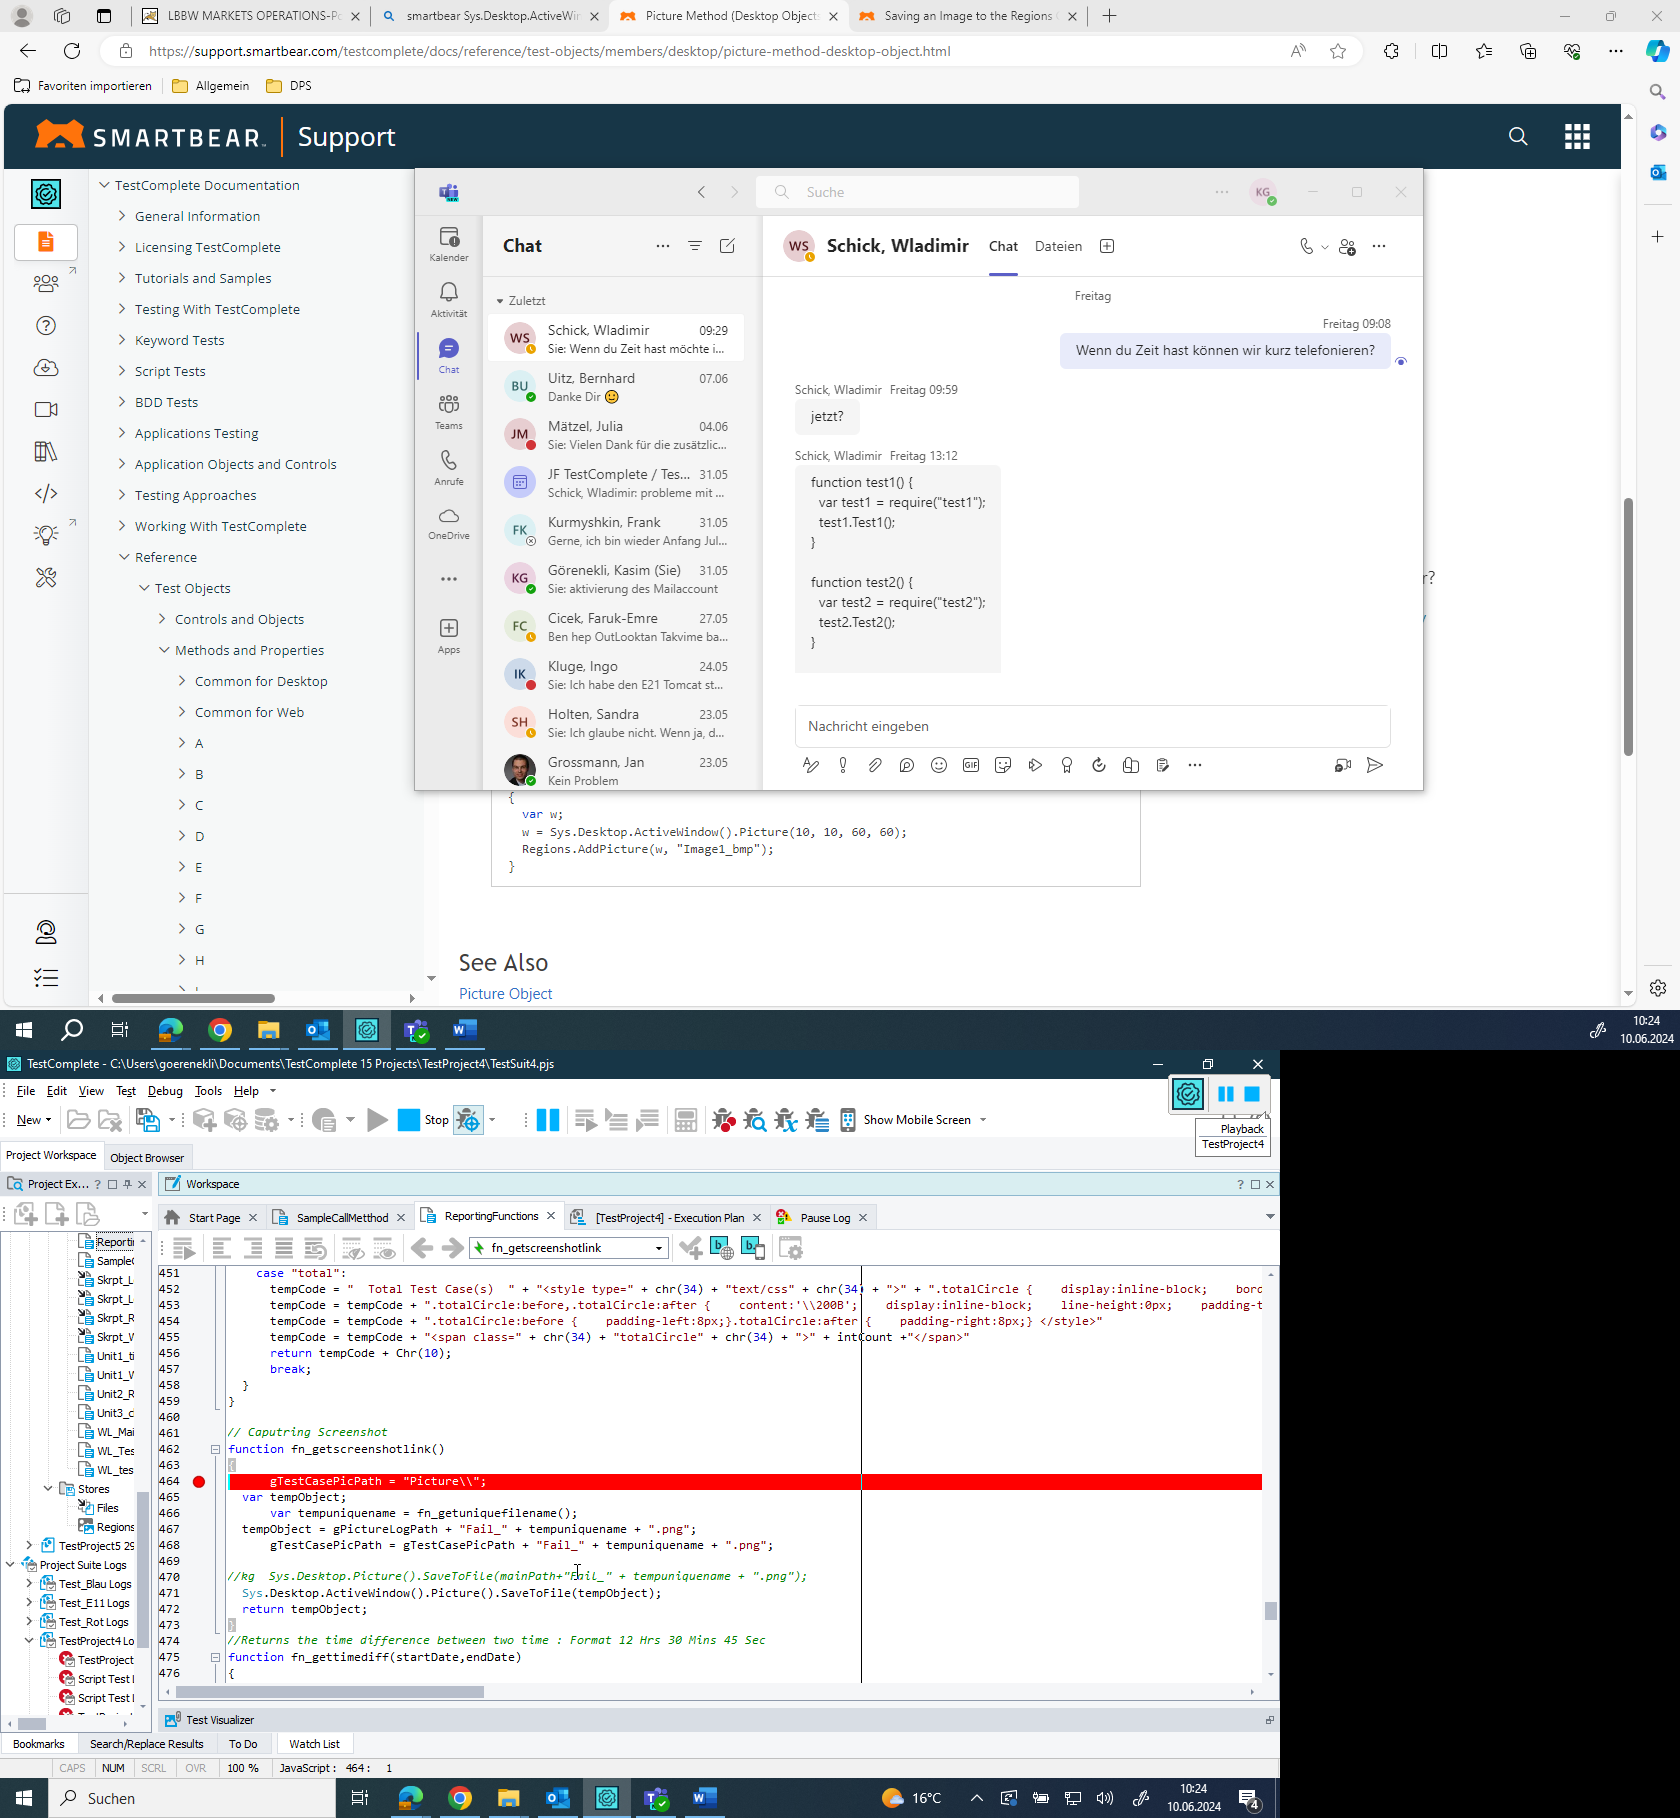 LBBW MARKETS OPERATIONS-Po
smartbear Sys.Desktop.ActiveWin
Picture Method (Desktop Objects
Saving an Image to the Regions
https://support.smartbear.com/testcomplete/docs/reference/test-objects/members/desktop/picture-method-desktop-object.html
Favoriten importieren
Allgemein
DPS
SMARTBEAR
Support
TestComplete Documentation
General Information
Licensing TestComplete
Tutorials and Samples
Testing With TestComplete
Keyword Tests
Script Tests
BDD Tests
Applications Testing
Application Objects and Controls
Testing Approaches
Working With TestComplete
Reference
Test Objects
Controls and Objects
Methods and Properties
Common for Desktop
Common for Web
A
B
C
D
E
F
G
H
Suche
KG
Kalender
Aktivität
Chat
Teams
Anrufe
OneDrive
Apps
Chat
Zuletzt
WS
Schick, Wladimir 09:29
Sie: Wenn du Zeit hast möchte i...
BU
Uitz, Bernhard 07.06
Danke Dir
JM
Mätzel, Julia 04.06
Sie: Vielen Dank für die zusätzlic...
JF TestComplete / Tes... 31.05
Schick, Wladimir: probleme mit ...
FK
Kurmyshkin, Frank 31.05
Gerne, ich bin wieder Anfang Jul...
KG
Görenekli, Kasim (Sie) 31.05
Sie: aktivierung des Mailaccount
FC
Cicek, Faruk-Emre 27.05
Ben hep OutLooktan Takvime ba...
IK
Kluge, Ingo 24.05
Sie: Ich habe den E21 Tomcat st...
SH
Holten, Sandra 23.05
Sie: Ich glaube nicht. Wenn ja, d...
Grossmann, Jan 23.05
Kein Problem
WS
Schick, Wladimir
Chat
Dateien
Freitag
Freitag 09:08
Wenn du Zeit hast können wir kurz telefonieren?
Schick, Wladimir Freitag 09:59
jetzt?
Schick, Wladimir Freitag 13:12
function test1() {
var test1 = require("test1");
test1.Test1();
}
function test2() {
var test2 = require("test2");
test2.Test2();
}
Nachricht eingeben
GIF
r?
{
var w;
w = Sys.Desktop.ActiveWindow().Picture(10, 10, 60, 60);
Regions.AddPicture(w, "Image1_bmp");
}
See Also
Picture Object
10:24
10.06.2024
TestComplete - C:\Users\goerenekli\Documents\TestComplete 15 Projects\TestProject4\TestSuit4.pjs
File Edit View Test Debug Tools Help
New
Stop
Show Mobile Screen
Playback
TestProject4
Project Workspace
Object Browser
Project Ex...
Workspace
Start Page
SampleCallMetthod
ReportingFunctions
[TestProject4] - Execution Plan
Pause Log
fn_getscreenshotlink
Reportin
SampleC
Skrpt_L
Skrpt_L
Skrpt_R
Skrpt_W
Unit1_ti
Unit1_W
Unit2_R
Unit3_c
WL_Mai
WL_Tes
WL_tes
Stores
Files
Regions
TestProject5 29
Project Suite Logs
Test_Blau Logs
Test_E11 Logs
Test_Rot Logs
TestProject4 Lo
TestProject
Script Test l
Script Test l
451 case "total":
452 tempCode = " Total Test Case(s) " + "<style type=" + chr(34) + "text/css" + chr(34) + ">" + ".totalCircle { display:inline-block; bord
453 tempCode = tempCode + ".totalCircle:before,.totalCircle:after { content:'\\200B'; display:inline-block; line-height:0px; padding-t
454 tempCode = tempCode + ".totalCircle:before { padding-left:8px;}.totalCircle:after { padding-right:8px;} </style>"
455 tempCode = tempCode + "<span class=" + chr(34) + "totalCircle" + chr(34) + ">" + intCount +"</span>"
456 return tempCode + Chr(10);
457 break;
458 }
459 }
460
461 // Caputring Screenshot
462 function fn_getscreenshotlink()
463 {
464 gTestCasePicPath = "Picture\\";
465 var tempObject;
466 var tempuniquename = fn_getuniquefilename();
467 tempObject = gPictureLogPath + "Fail_" + tempuniquename + ".png";
468 gTestCasePicPath = gTestCasePicPath + "Fail_" + tempuniquename + ".png";
469
470 //kg Sys.Desktop.Picture().SaveToFile(mainPath+"Fail_" + tempuniquename + ".png");
471 Sys.Desktop.ActiveWindow().Picture().SaveToFile(tempObject);
472 return tempObject;
473 }
474 //Returns the time difference between two time : Format 12 Hrs 30 Mins 45 Sec
475 function fn_gettimediff(startDate,endDate)
476 {
Test Visualizer
Bookmarks
Search/Replace Results
To Do
Watch List
CAPS NUM SCRL OVR 100 % JavaScript: 464: 1
Suchen
16°C
10:24
10.06.2024
4